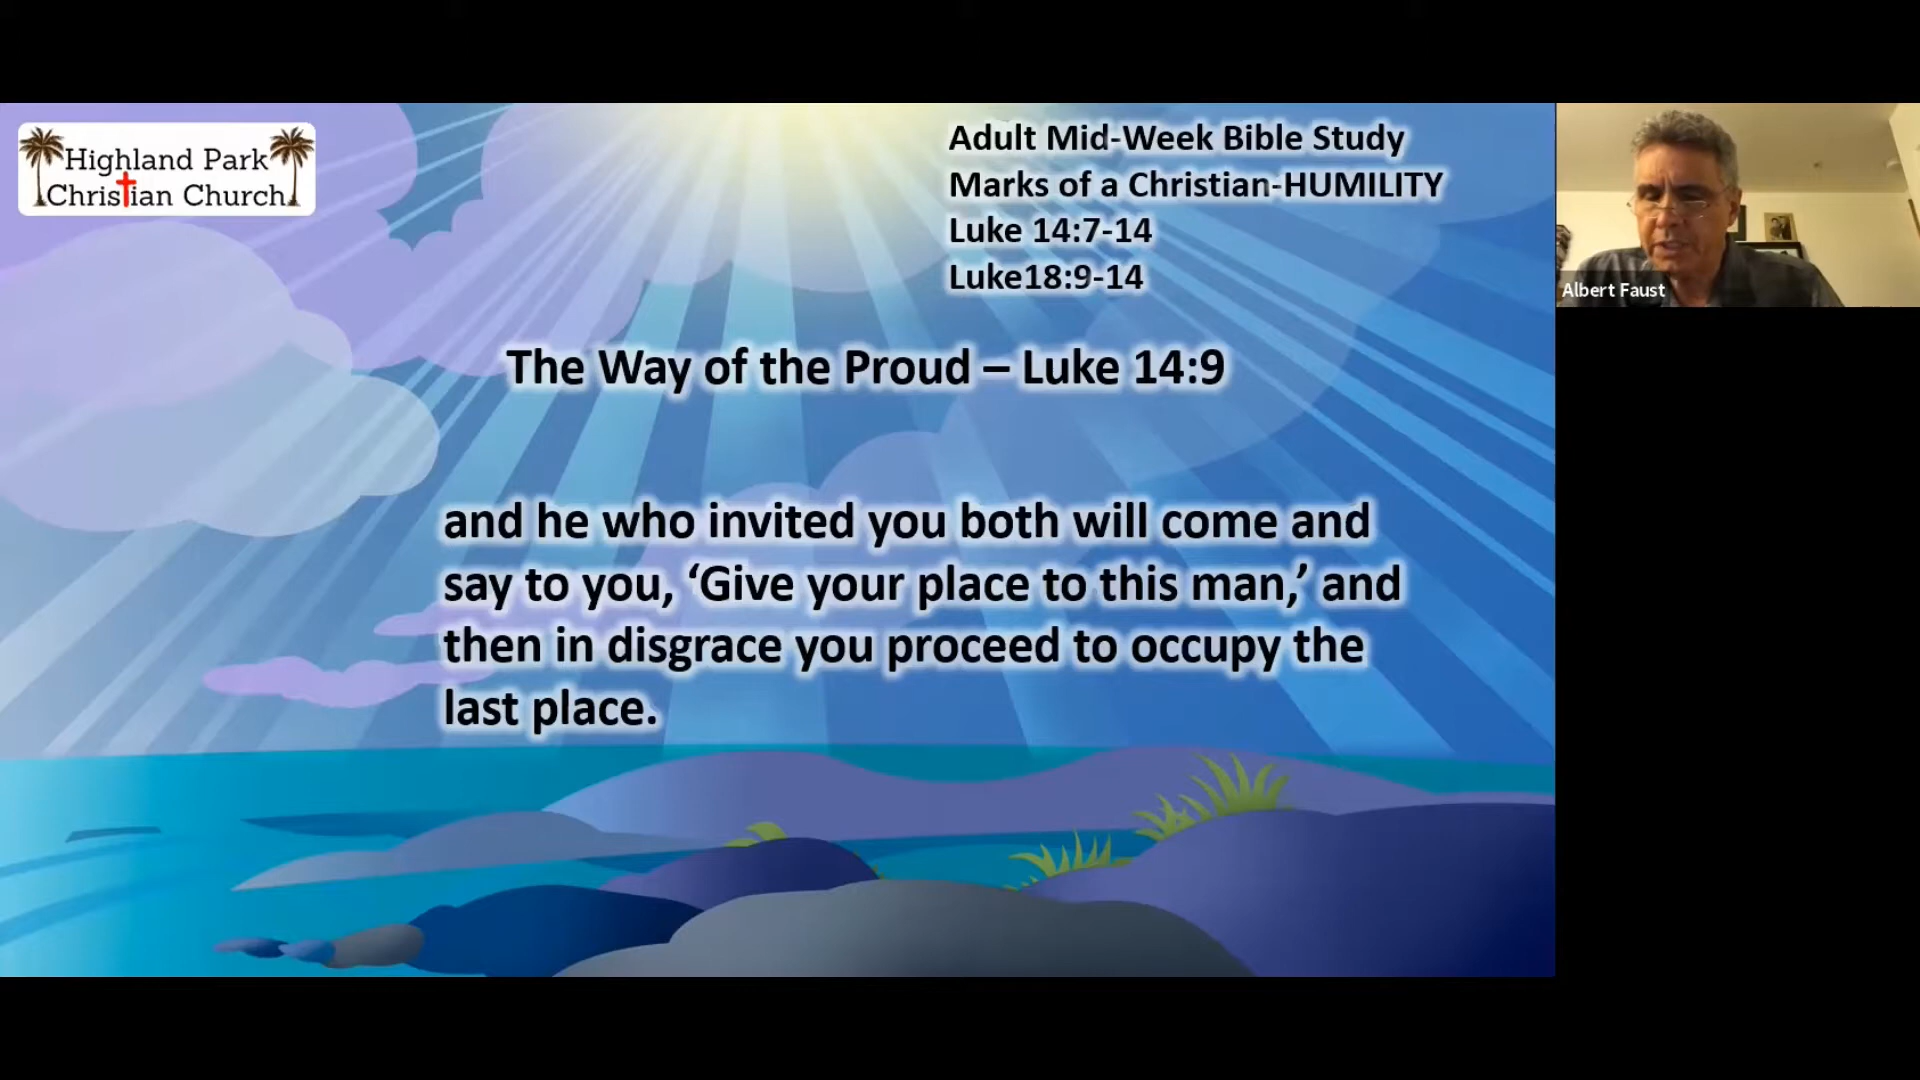 Highland Park
Christian Church
Adult Mid-Week Bible Study
Marks of a Christian-HUMILITY
Luke 14:7-14
Luke18:9-14
The Way of the Proud – Luke 14:9
and he who invited you both will come and
say to you, ‘Give your place to this man,’ and
then in disgrace you proceed to occupy the
last place.
Albert Faust